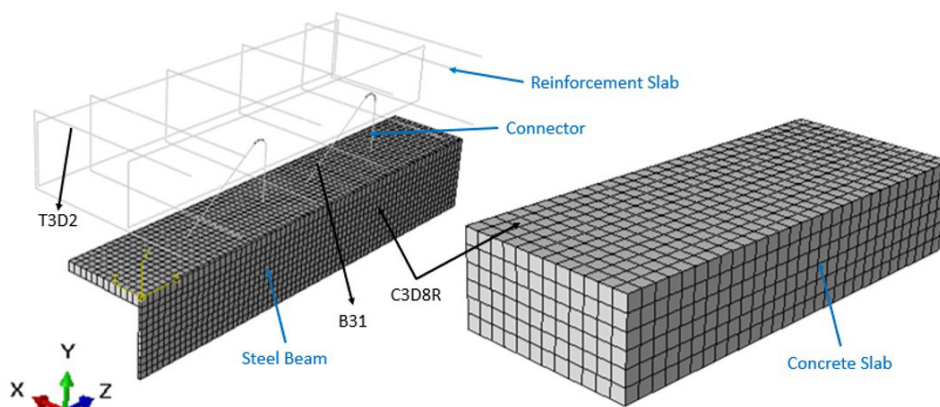 Reinforcement Slab
Connector
T3D2
B31
C3D8R
Steel Beam
Concrete Slab
Y
X
Z